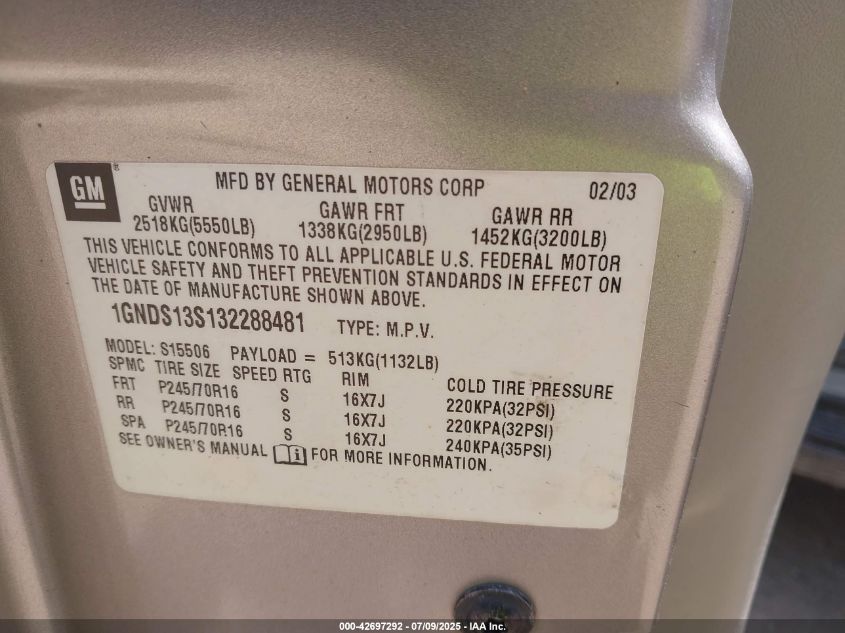 GM ® MFD BY GENERAL MOTORS CORP 02/03
GVWR GAWR FRT GAWR RR
2518KG(5550LB) 1338KG(2950LB) 1452KG(3200LB)
THIS VEHICLE CONFORMS TO ALL APPLICABLE U.S. FEDERAL MOTOR
VEHICLE SAFETY AND THEFT PREVENTION STANDARDS IN EFFECT ON
THE DATE OF MANUFACTURE SHOWN ABOVE.
1GNDS13S132288481 TYPE: M.P.V.
MODEL: S15506 PAYLOAD = 513KG(1132LB)
SPMC TIRE SIZE SPEED RTG RIM COLD TIRE PRESSURE
FRT P245/70R16 S 16X7J 220KPA(32PSI)
RR P245/70R16 S 16X7J 220KPA(32PSI)
SPA P245/70R16 S 16X7J 240KPA(35PSI)
SEE OWNER'S MANUAL i FOR MORE INFORMATION.
000-42697292 - 07/09/2025 - IAA Inc.